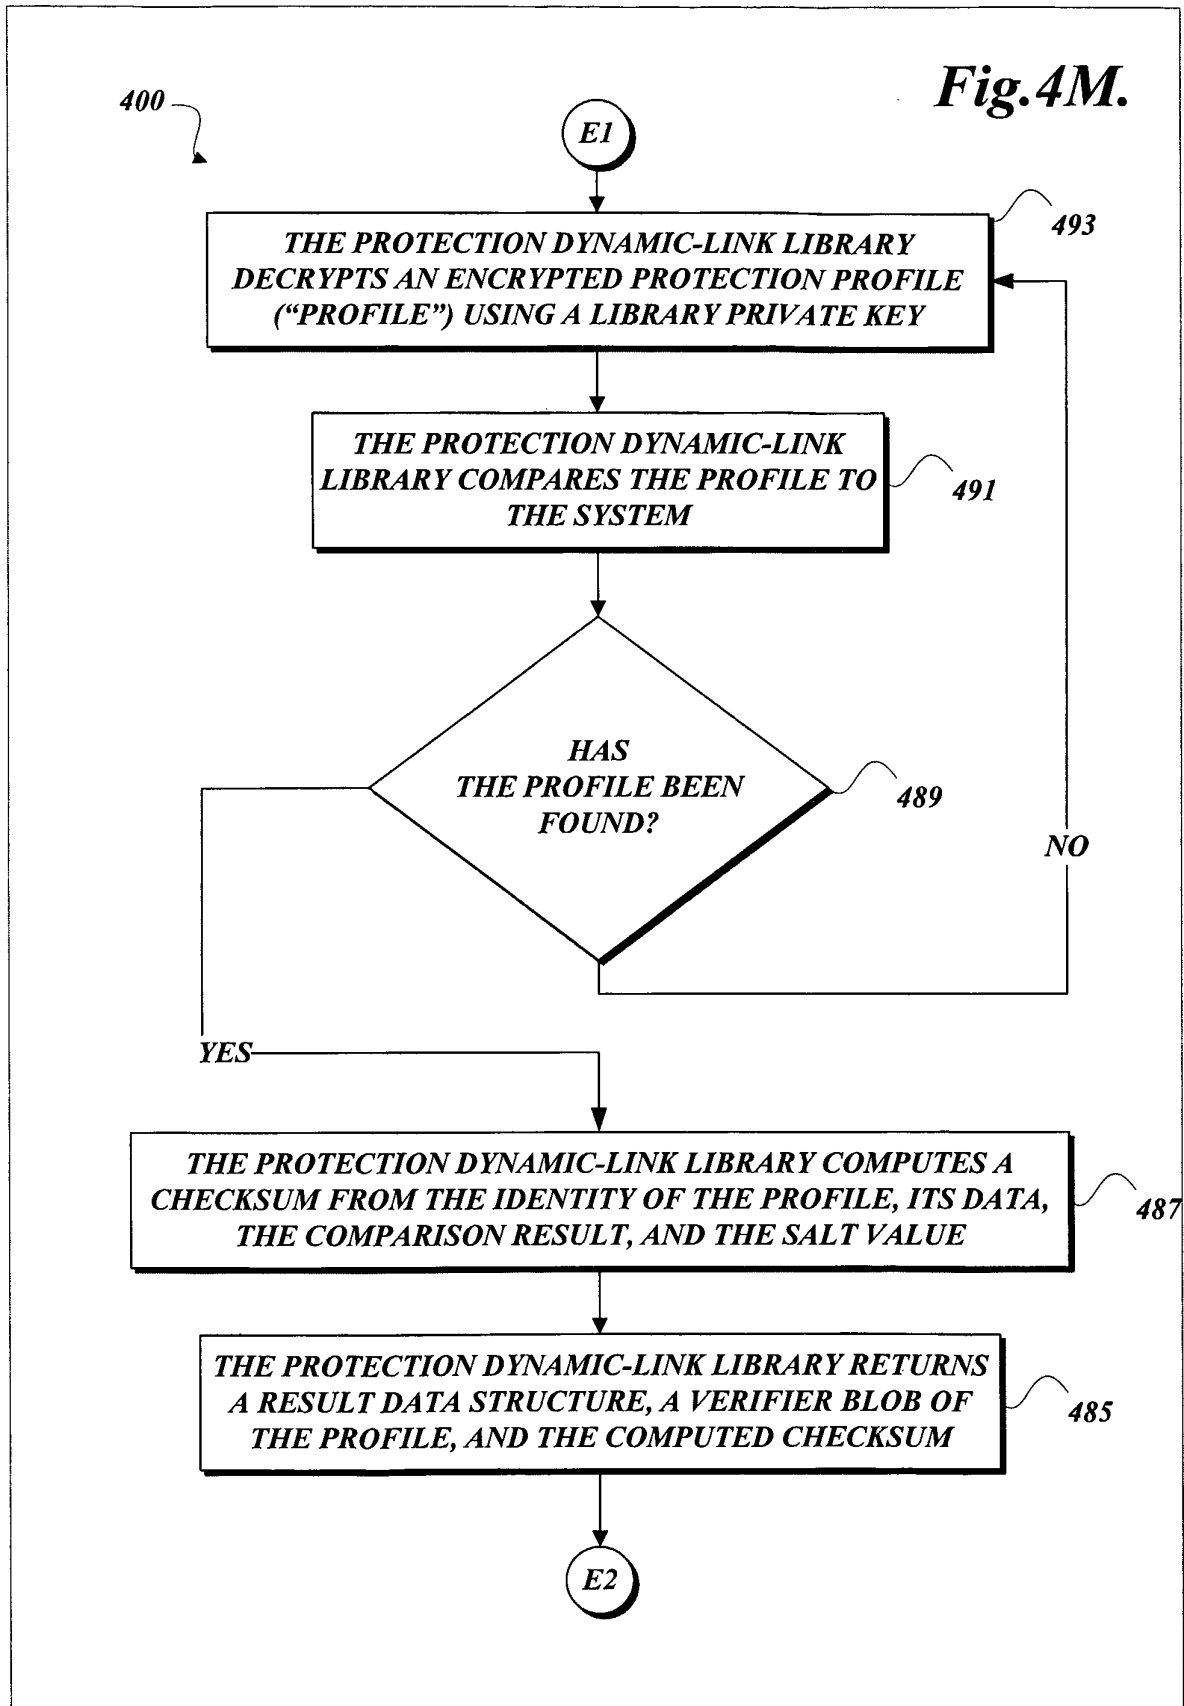 Fig.4M.
400
E1
493
THE PROTECTION DYNAMIC-LINK LIBRARY
DECRYPTS AN ENCRYPTED PROTECTION PROFILE
(“PROFILE”) USING A LIBRARY PRIVATE KEY
THE PROTECTION DYNAMIC-LINK
LIBRARY COMPARES THE PROFILE TO
THE SYSTEM
491
HAS
THE PROFILE BEEN
FOUND?
489
NO
YES
THE PROTECTION DYNAMIC-LINK LIBRARY COMPUTES A
CHECKSUM FROM THE IDENTITY OF THE PROFILE, ITS DATA,
THE COMPARISON RESULT, AND THE SALT VALUE
487
THE PROTECTION DYNAMIC-LINK LIBRARY RETURNS
A RESULT DATA STRUCTURE, A VERIFIER BLOB OF
THE PROFILE, AND THE COMPUTED CHECKSUM
485
E2